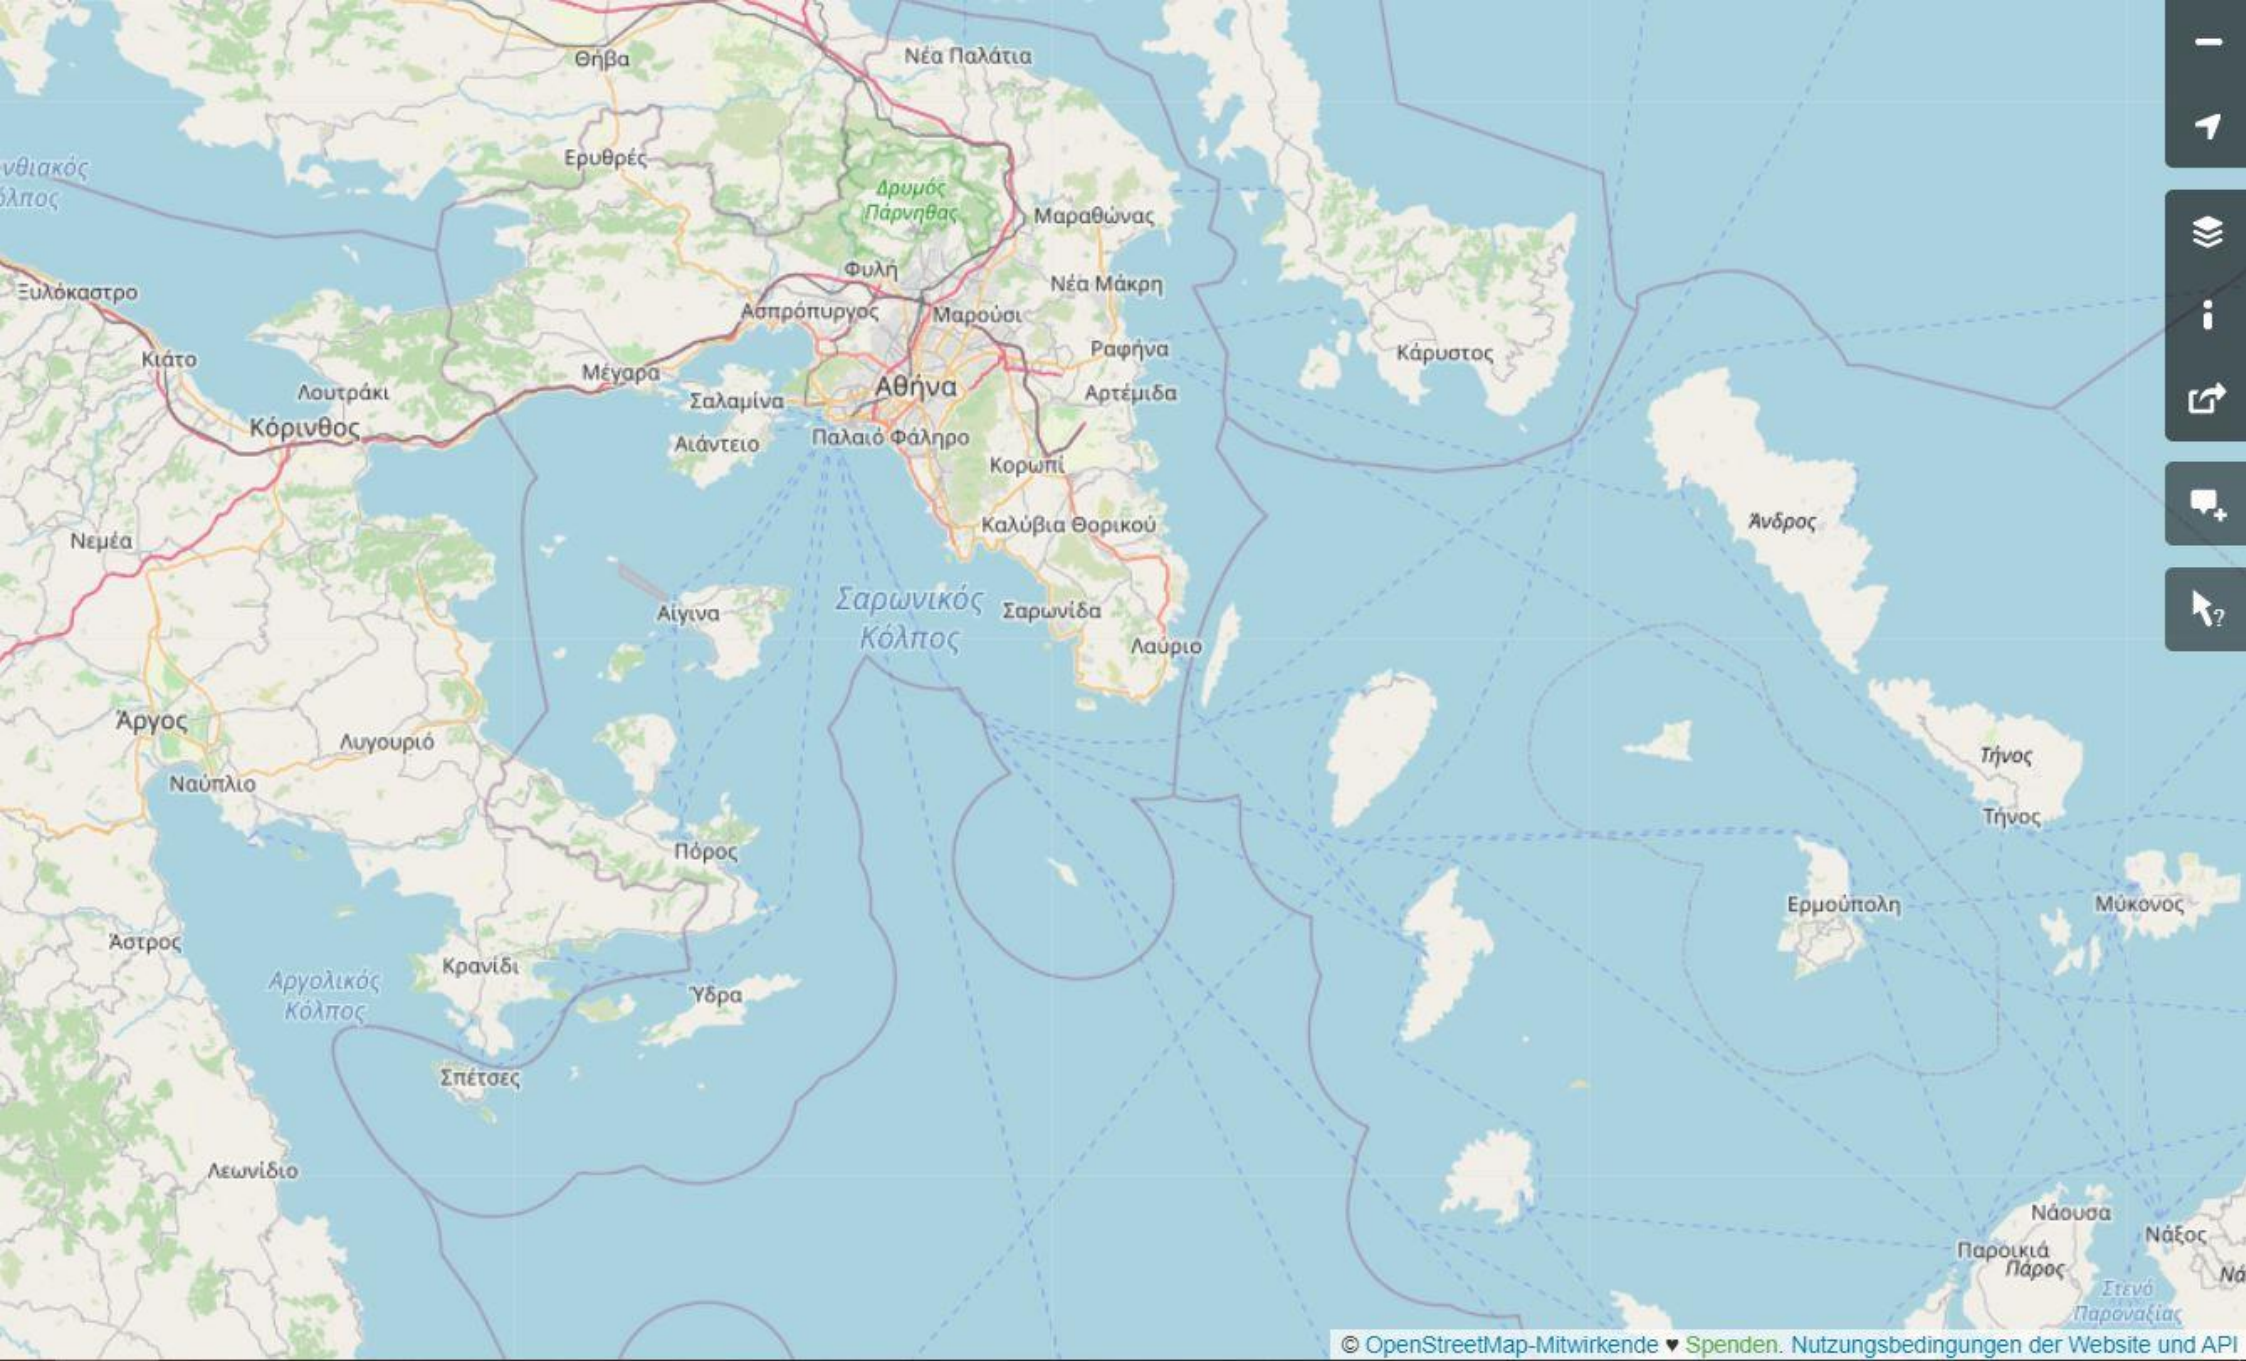 Θήβα
Νέα Παλάτια
Ερυθρές
νθιακός
όλπος
Δρυμός
Πάρνηθας
Μαραθώνας
Φυλή
Νέα Μάκρη
Ξυλόκαστρο
Ασπρόπυργος
Μαρούσι
Κιάτο
Ραφήνα
Κάρυστος
Μέγαρα
Αθήνα
Λουτράκι
Σαλαμίνα
Αρτέμιδα
Κόρινθος
Αιάντειο
Παλαιό Φάληρο
Κορωπί
Νεμέα
Καλύβια Θορικού
Άνδρος
Αίγινα
Σαρωνικός
Κόλπος
Σαρωνίδα
Λαύριο
Άργος
Λυγουριό
Τήνος
Ναύπλιο
Τήνος
Πόρος
Ερμούπολη
Μύκονος
Άστρος
Κρανίδι
Αργολικός
Κόλπος
Ύδρα
Σπέτσες
Λεωνίδιο
Νάουσα
Νάξος
Παροικιά
Πάρος
Νά
Στενό
Παροναξίας
© OpenStreetMap-Mitwirkende ♥ Spenden. Nutzungsbedingungen der Website und API